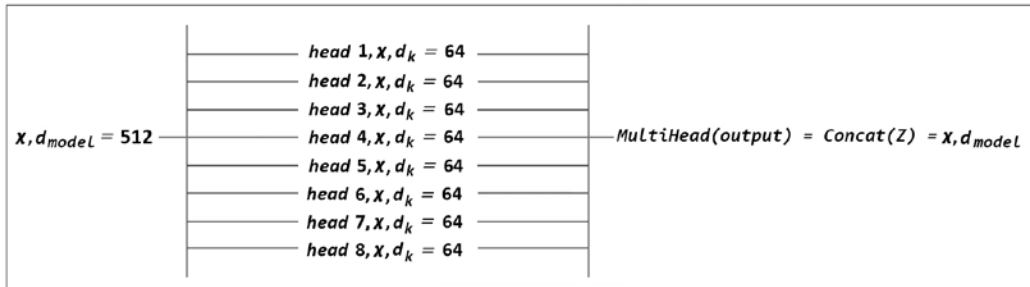 head 1, x, d_k = 64
head 2, x, d_k = 64
head 3, x, d_k = 64
x, d_model = 512 head 4, x, d_k = 64 MultiHead(output) = Concat(Z) = x, d_model
head 5, x, d_k = 64
head 6, x, d_k = 64
head 7, x, d_k = 64
head 8, x, d_k = 64